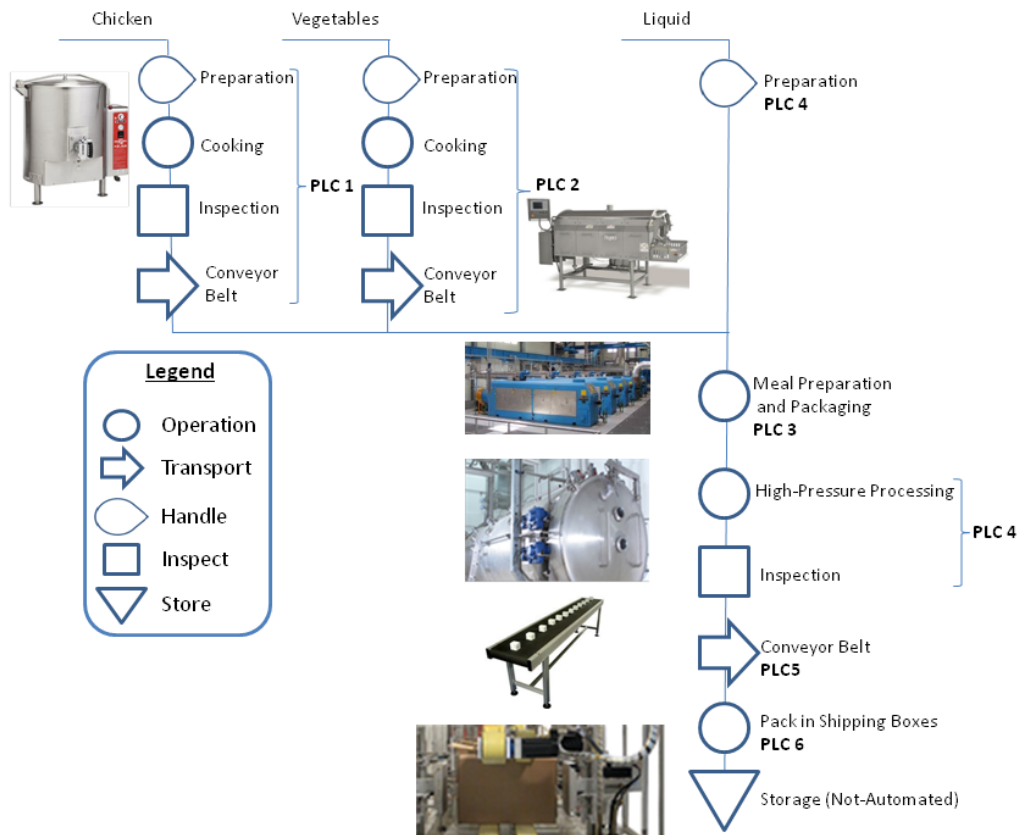 Chicken
Vegetables
Liquid
Preparation
Cooking
Inspection
Conveyor
Belt
PLC 1
Preparation
Cooking
Inspection
Conveyor
Belt
PLC 2
Preparation
PLC 4
Legend
Operation
Transport
Handle
Inspect
Store
Meal Preparation
and Packaging
PLC 3
High-Pressure Processing
Inspection
PLC 4
Conveyor Belt
PLC5
Pack in Shipping Boxes
PLC 6
Storage (Not-Automated)